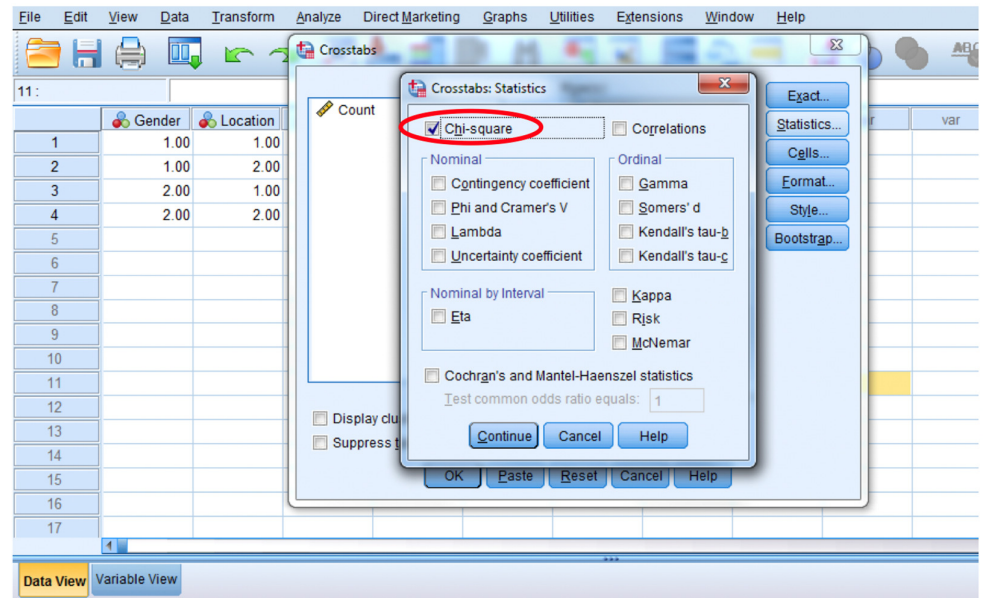 File Edit View Data Transform Analyze Direct Marketing Graphs Utilities Extensions Window Help
Crosstabs
11 :
Crosstabs: Statistics
Exact...
Count
Gender Location var
Chi-square Correlations
Statistics...
1 1.00 1.00
Nominal Ordinal
Cells...
2 1.00 2.00
Contingency coefficient Gamma
Format...
3 2.00 1.00
Phi and Cramer's V Somers' d
Style...
4 2.00 2.00
Lambda Kendall's tau-b
Bootstrap...
5
Uncertainty coefficient Kendall's tau-c
6
7
Nominal by Interval Kappa
8
Eta Risk
9
McNemar
10
11
Cochran's and Mantel-Haenszel statistics
12
Test common odds ratio equals: 1
Display clu
13
Continue Cancel Help
Suppress t
14
15
OK Paste Reset Cancel Help
16
17
Data View Variable View